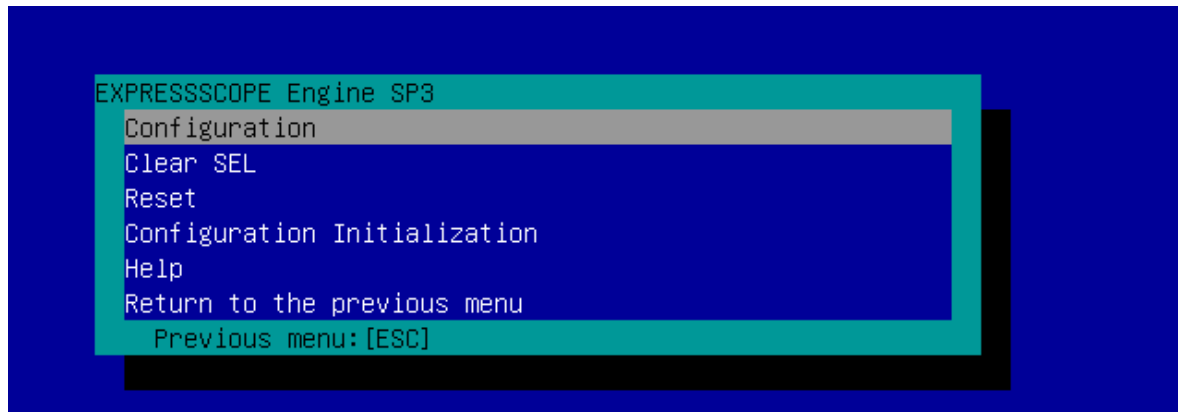 EXPRESSSCOPE Engine SP3
Configuration
Clear SEL
Reset
Configuration Initialization
Help
Return to the previous menu
Previous menu:[ESC]